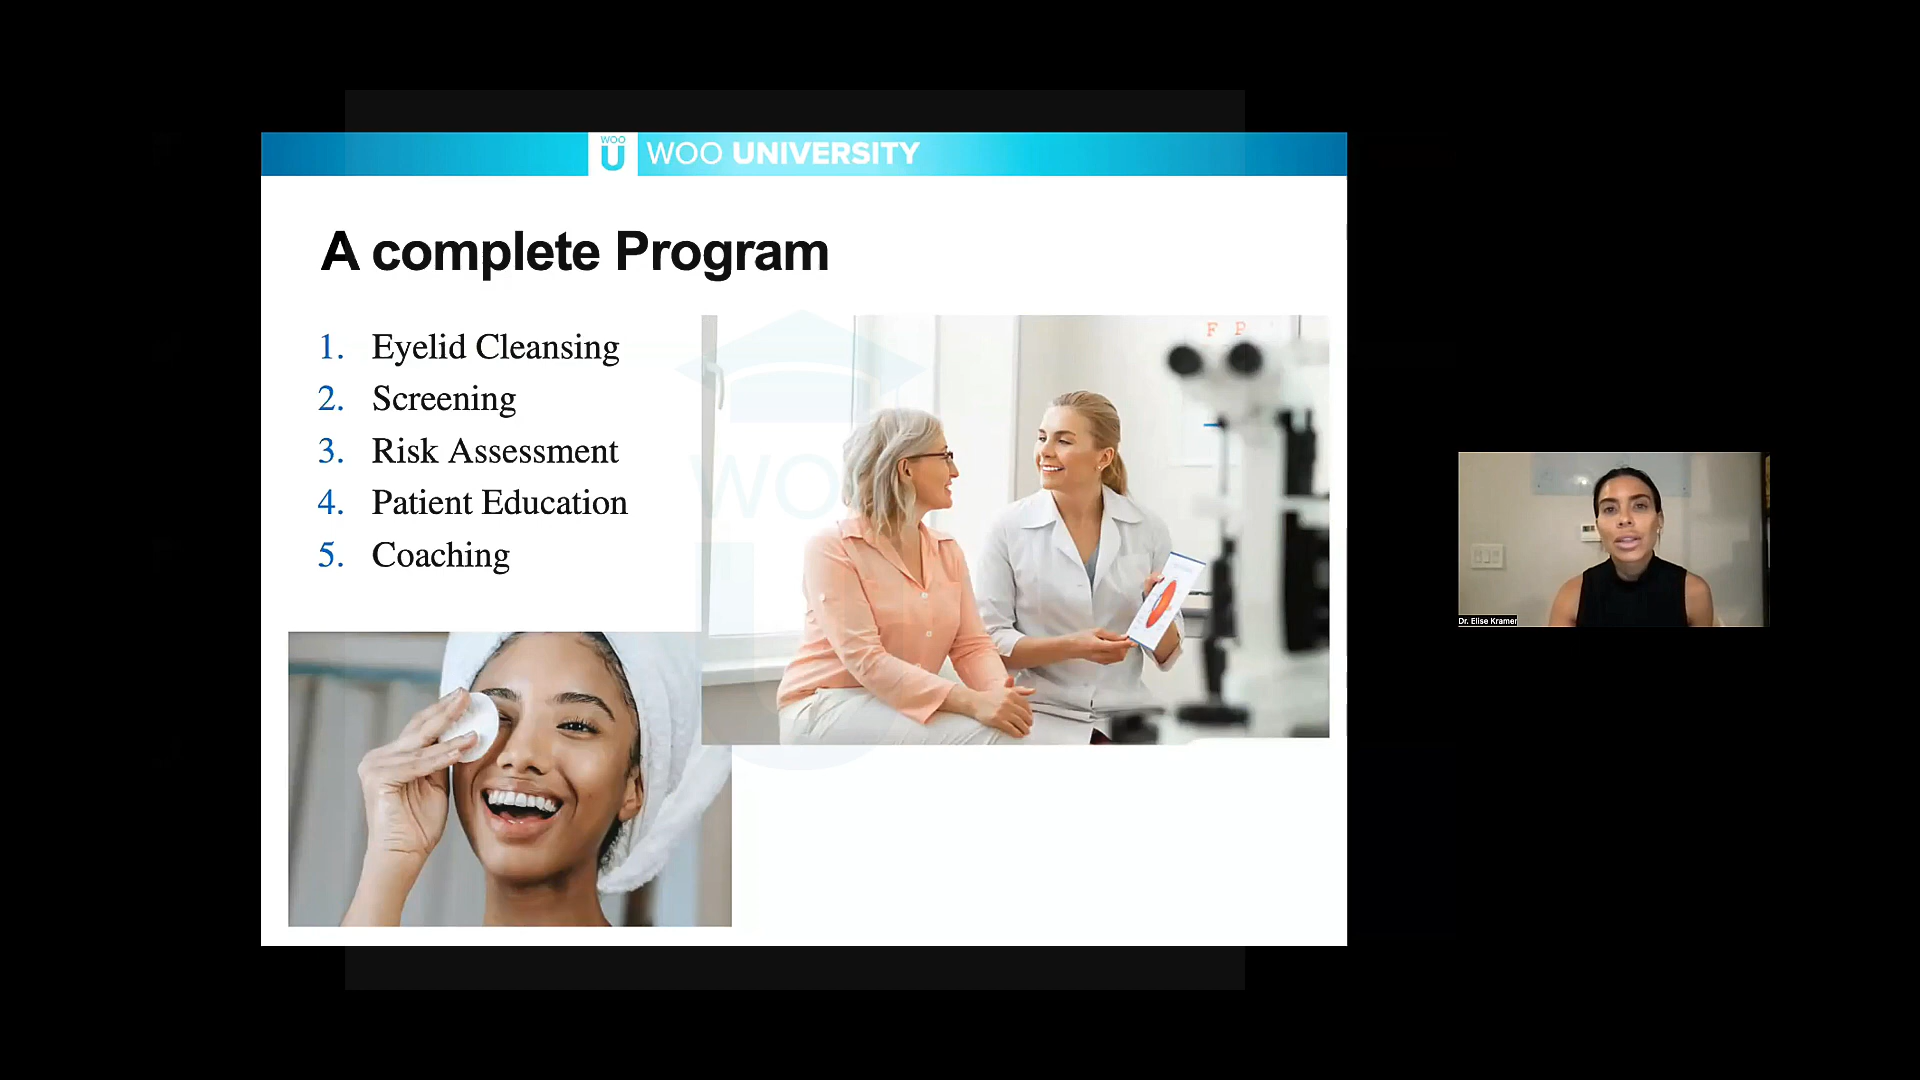 WOO
U WOO UNIVERSITY
A complete Program
1. Eyelid Cleansing
2. Screening
3. Risk Assessment
4. Patient Education
5. Coaching
F P
WO
U
Dr. Elise Kramer